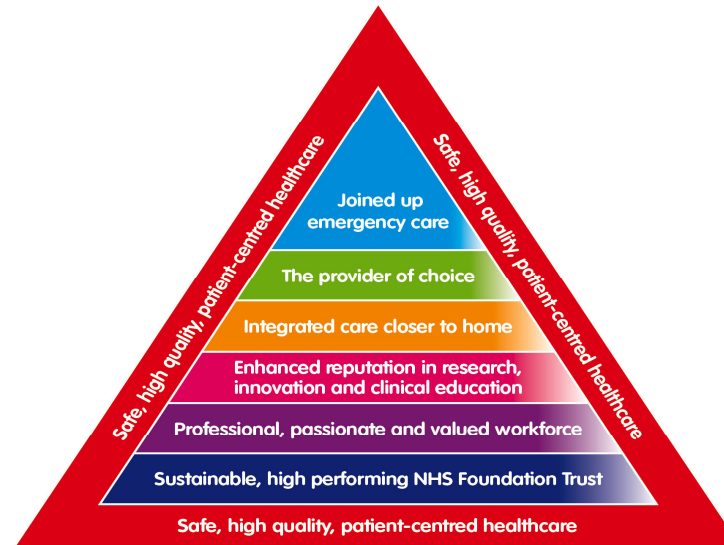 Safe, high quality, patient-centred healthcare
Safe, high quality, patient-centred healthcare
Joined up
emergency care
The provider of choice
Integrated care closer to home
Enhanced reputation in research,
innovation and clinical education
Professional, passionate and valued workforce
Sustainable, high performing NHS Foundation Trust
Safe, high quality, patient-centred healthcare